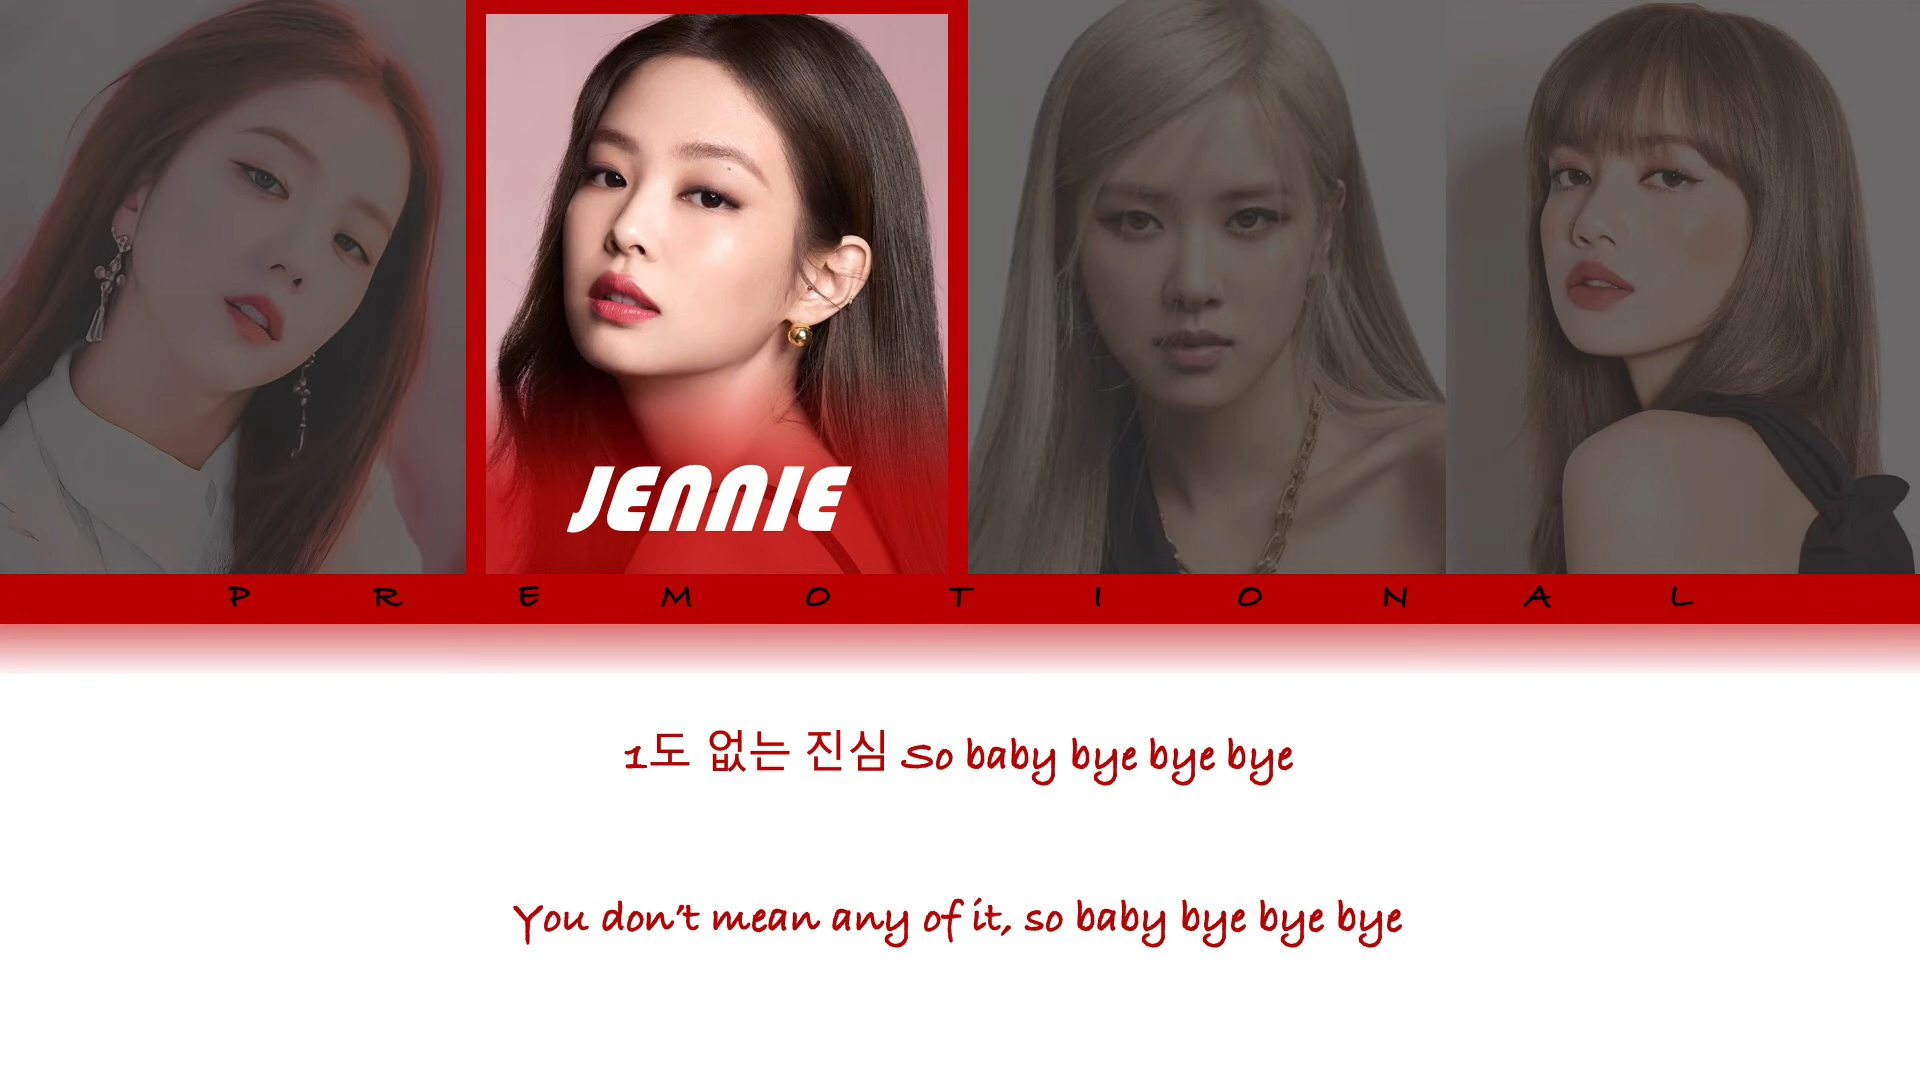 JENNIE
PREMOTIONAL
1도 없는 진심 So baby bye bye bye
You don't mean any of it, so baby bye bye bye